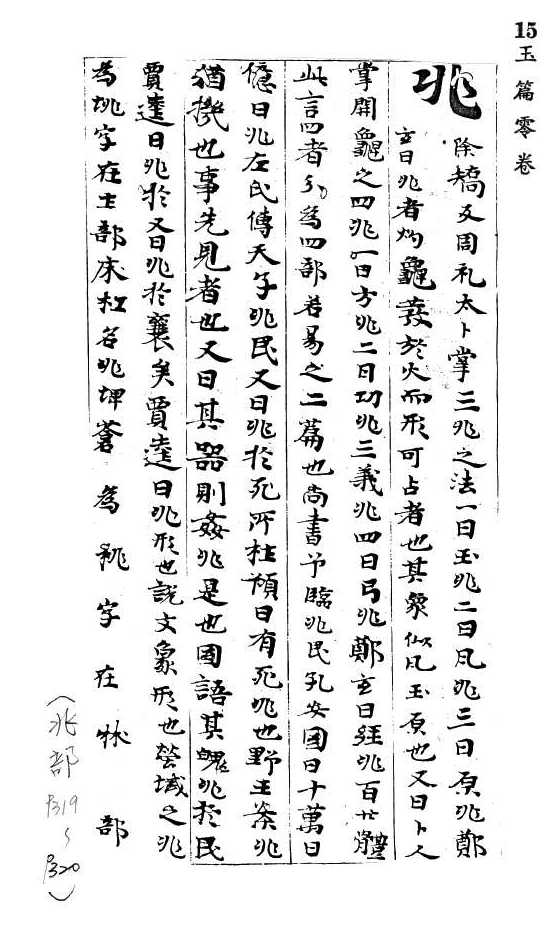 15
玉篇零卷
兆
除矯反周礼太卜掌三兆之法一曰玉兆二曰凡兆三曰原兆鄭
玄曰兆者灼龜發於火而形可占者也其象似凡玉原也又曰卜人
掌開龜之四兆一曰方兆二曰功兆三義兆四曰弓兆鄭玄曰經兆百廿體
此言四者分為四部若易之二篇也尚書予臨兆民孔安國曰十萬曰
億曰兆左氏傳天子兆民又曰兆於死所杜預曰有死兆也野王案兆
猶機也事先見者也又曰其器則姦兆是也國語其魄兆於民
賈逵曰兆於又曰兆於襄矣賈逵曰兆形也說文象形也塋域之兆
為垗字在土部床杠名兆埤蒼為𣑯字在牀部
(兆部
P319
~
P320)